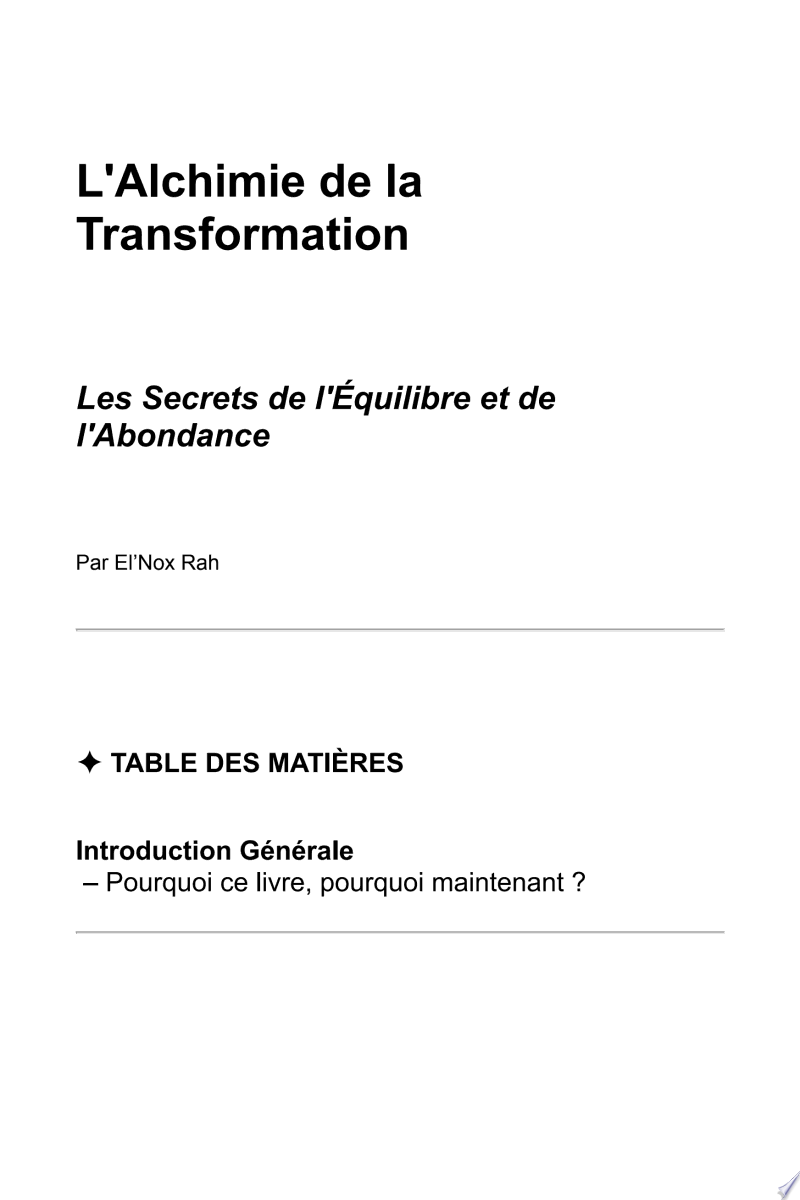 L'Alchimie de la
Transformation
Les Secrets de l'Équilibre et de
l'Abondance
Par El’Nox Rah
✦ TABLE DES MATIÈRES
Introduction Générale
– Pourquoi ce livre, pourquoi maintenant ?